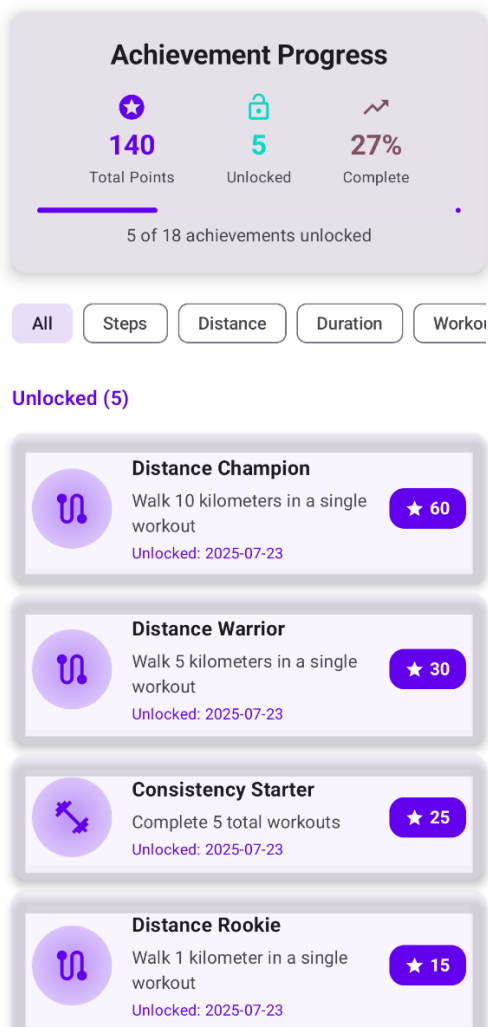 Achievement Progress
140
5
27%
Total Points
Unlocked
Complete
5 of 18 achievements unlocked
All
Steps
Distance
Duration
Workou
Unlocked (5)
Distance Champion
Walk 10 kilometers in a single
workout
Unlocked: 2025-07-23
60
Distance Warrior
Walk 5 kilometers in a single
workout
Unlocked: 2025-07-23
30
Consistency Starter
Complete 5 total workouts
Unlocked: 2025-07-23
25
Distance Rookie
Walk 1 kilometer in a single
workout
Unlocked: 2025-07-23
15